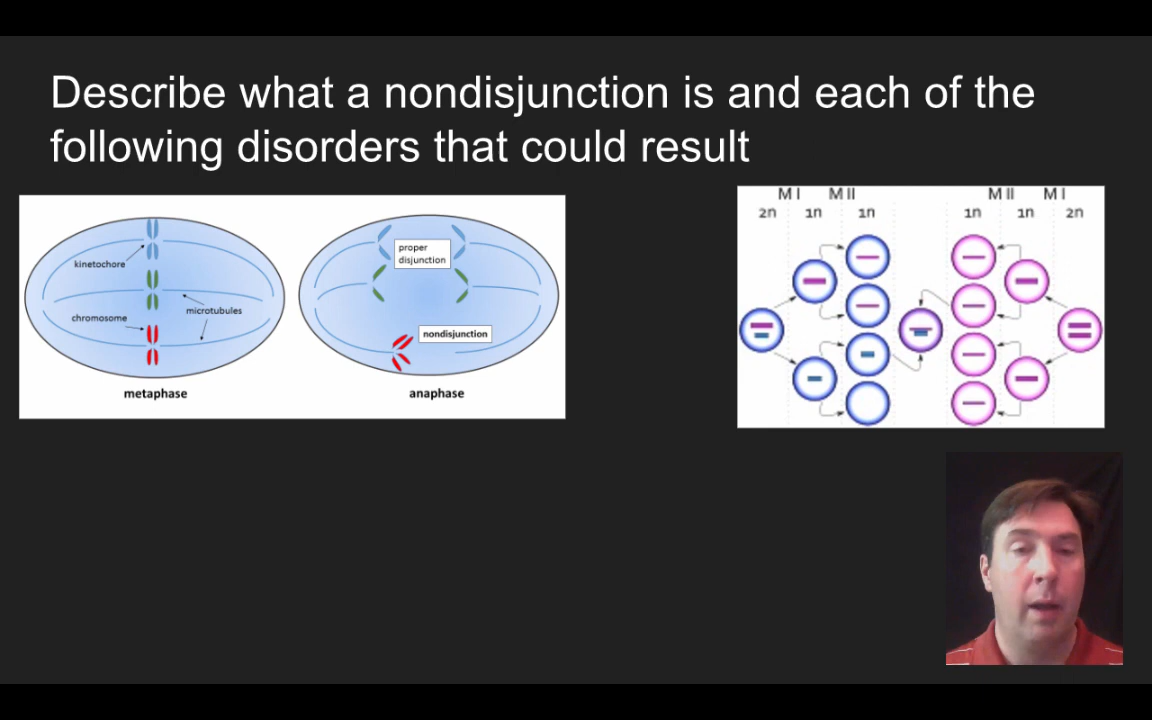 Describe what a nondisjunction is and each of the
following disorders that could result
kinetochore
chromosome
microtubules
metaphase
proper
disjunction
nondisjunction
anaphase
M I M II M II M I
2n 1n 1n 1n 1n 2n